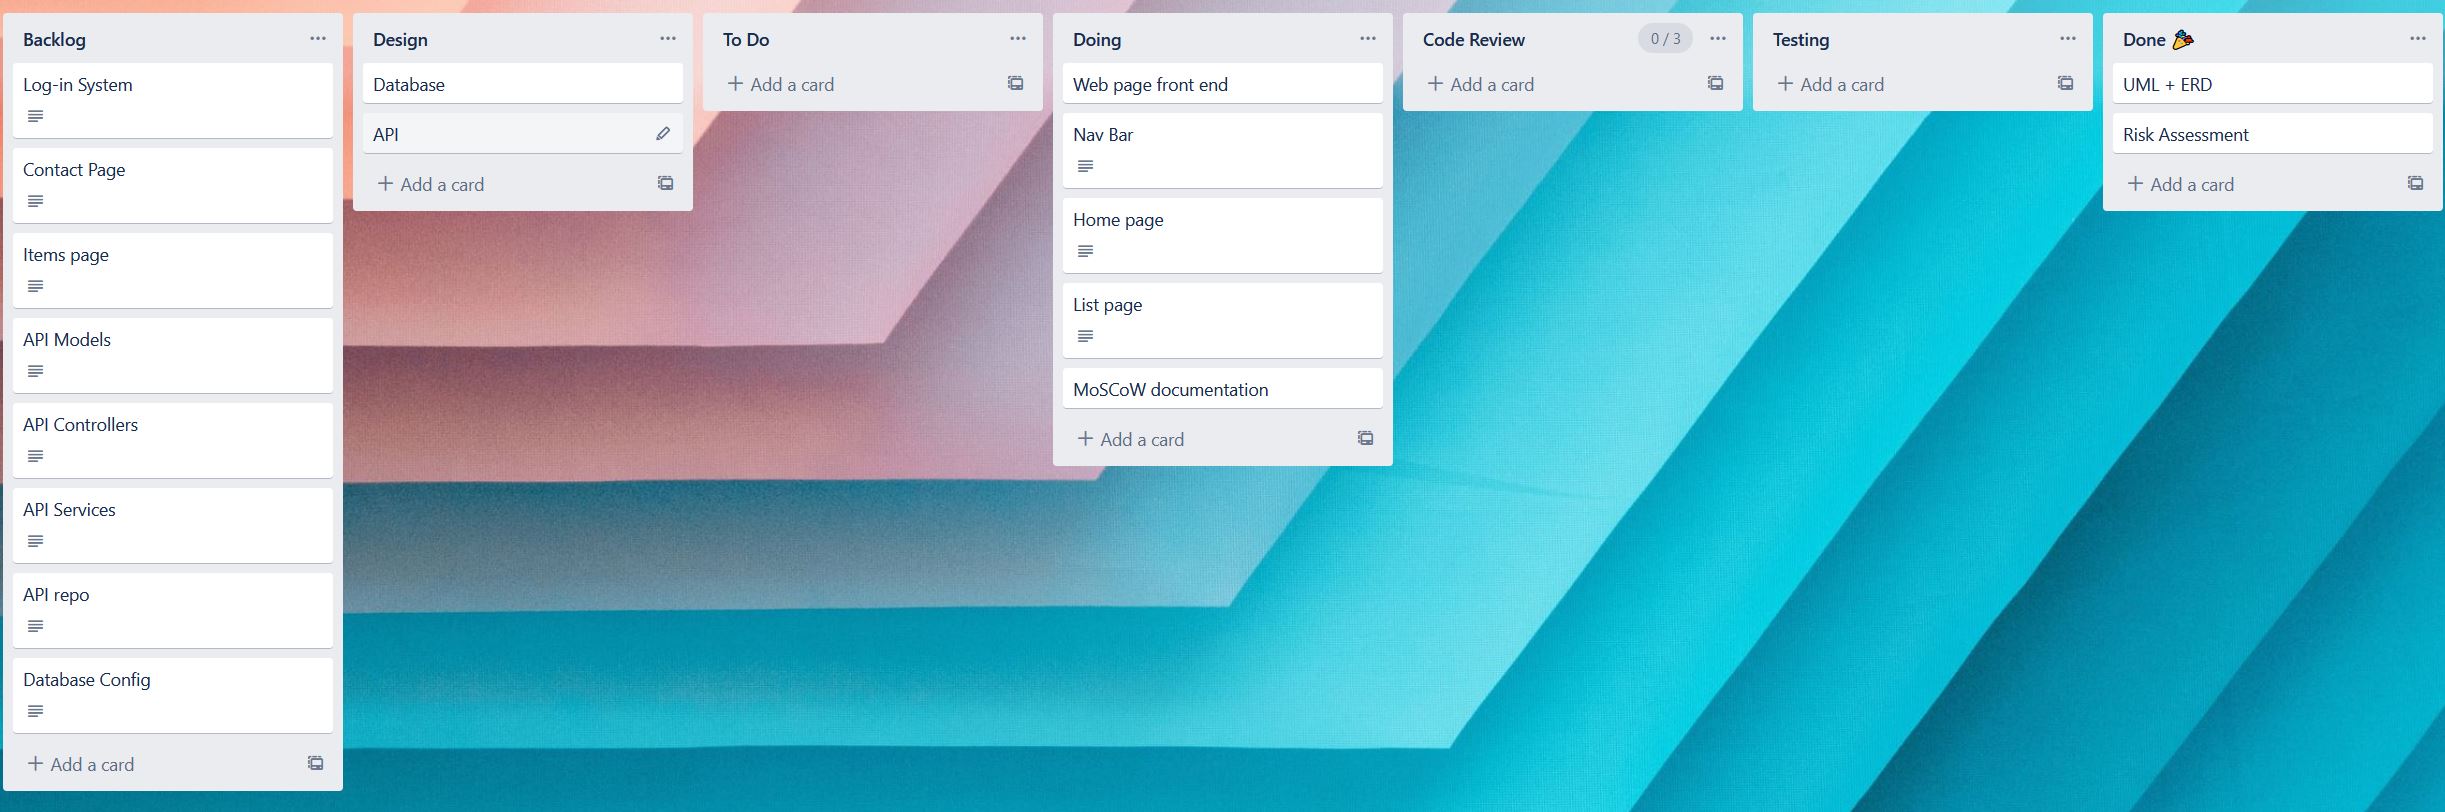 Backlog
Log-in System
Contact Page
Items page
API Models
API Controllers
API Services
API repo
Database Config
+ Add a card
Design
Database
API
+ Add a card
To Do
+ Add a card
Doing
Web page front end
Nav Bar
Home page
List page
MoSCoW documentation
+ Add a card
Code Review 0 / 3
+ Add a card
Testing
+ Add a card
Done 🎉
UML + ERD
Risk Assessment
+ Add a card